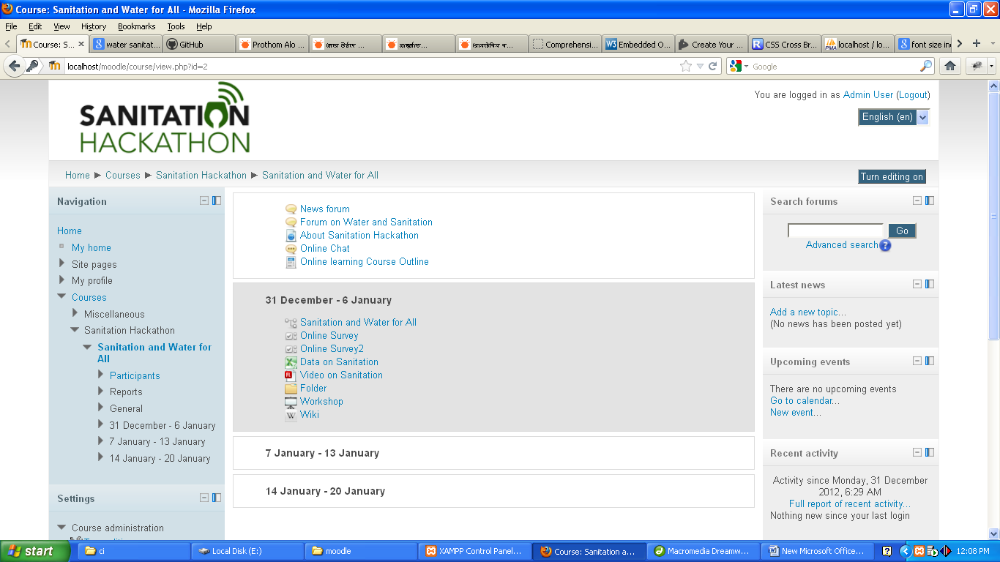 Course: Sanitation and Water for All - Mozilla Firefox
File Edit View History Bookmarks Tools Help
Course: S...
water sanitat...
GitHub
Prothom Alo ...
Comprehensi...
Embedded O...
Create Your ...
CSS Cross Br...
localhost / lo...
font size inc
localhost/moodle/course/view.php?id=2
Google
SANITATION
HACKATHON
You are logged in as Admin User (Logout)
English (en)
Home ► Courses ► Sanitation Hackathon ► Sanitation and Water for All
Turn editing on
Navigation
Home
My home
Site pages
My profile
Courses
Miscellaneous
Sanitation Hackathon
Sanitation and Water for
All
Participants
Reports
General
31 December - 6 January
7 January - 13 January
14 January - 20 January
Settings
Course administration
News forum
Forum on Water and Sanitation
About Sanitation Hackathon
Online Chat
Online learning Course Outline
31 December - 6 January
Sanitation and Water for All
Online Survey
Online Survey2
Data on Sanitation
Video on Sanitation
Folder
Workshop
Wiki
7 January - 13 January
14 January - 20 January
Search forums
Go
Advanced search
Latest news
Add a new topic...
(No news has been posted yet)
Upcoming events
There are no upcoming events
Go to calendar...
New event...
Recent activity
Activity since Monday, 31 December
2012, 6:29 AM
Full report of recent activity...
Nothing new since your last login
start
ci
Local Disk (E:)
moodle
XAMPP Control Panel...
Course: Sanitation a...
Macromedia Dreamw...
New Microsoft Office...
12:08 PM